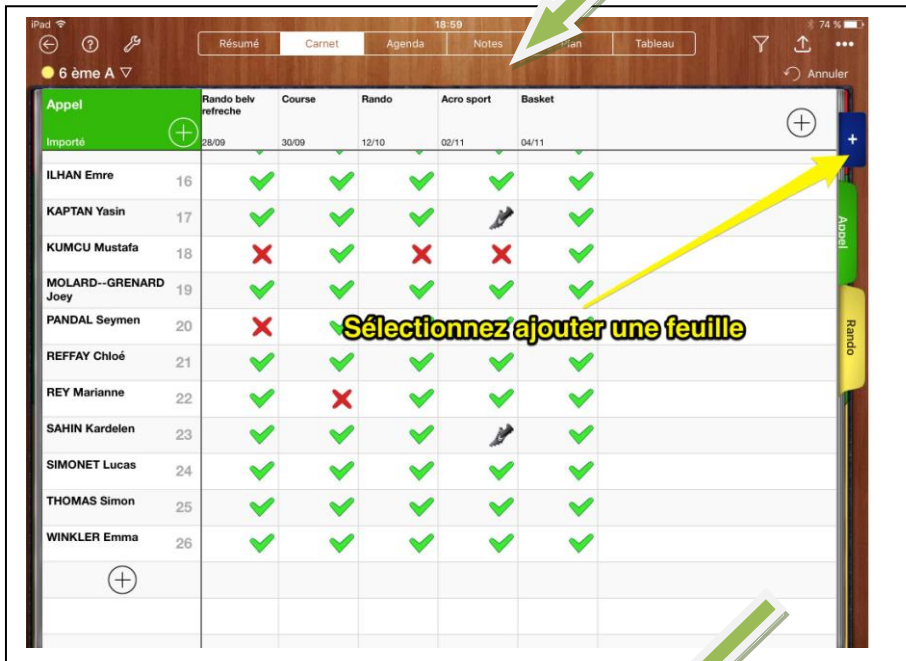 iPad 18:59 74 %
Résumé Carnet Agenda Notes Plan Tableau
6 ème A Annuler
Appel Rando belv refreche Course Rando Acro sport Basket
Importé 28/09 30/09 12/10 02/11 04/11
ILHAN Emre 16
KAPTAN Yasin 17
KUMCU Mustafa 18
MOLARD--GRENARD
Joey 19
PANDAL Seymen 20
REFFAY Chloé 21
REY Marianne 22
SAHIN Kardelen 23
SIMONET Lucas 24
THOMAS Simon 25
WINKLER Emma 26
Sélectionnez ajouter une feuille
Appel
Rando